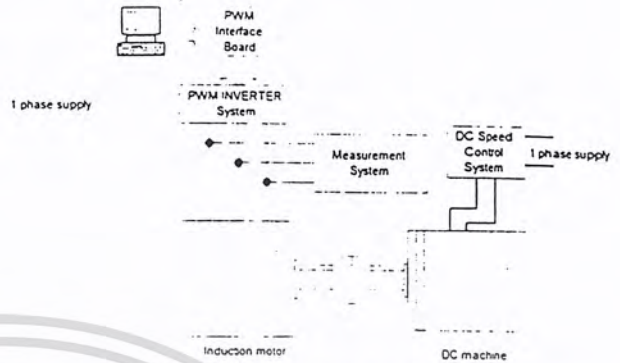 PWM
Interface
Board
1 phase supply
PWM INVERTER
System
Measurement
System
DC Speed
Control
System
1 phase supply
Induction motor
DC machine